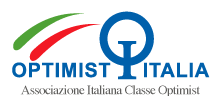 OPTIMIST ITALIA
Associazione Italiana Classe Optimist